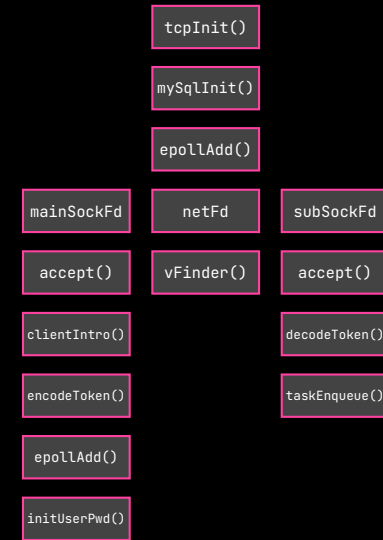 tcpInit()
mySqlInit()
epollAdd()
mainSockFd netFd subSockFd
accept() vFinder() accept()
clientIntro() decodeToken()
encodeToken() taskEnqueue()
epollAdd()
initUserPwd()